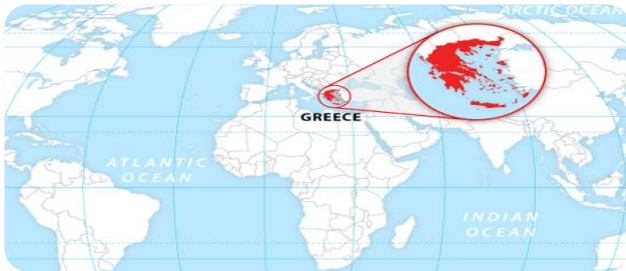 ARCTIC OCEAN
GREECE
ATLANTIC
OCEAN
INDIAN
OCEAN